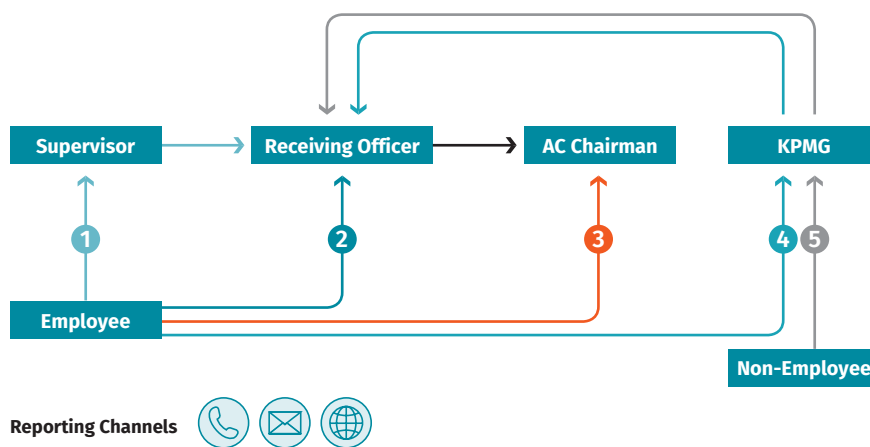 Supervisor
Receiving Officer
AC Chairman
KPMG
1
2
3
4
5
Employee
Non-Employee
Reporting Channels